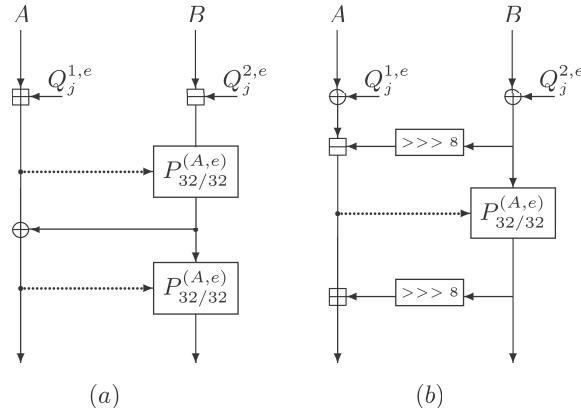 A B A B
Q_j^{1,e} Q_j^{2,e} Q_j^{1,e} Q_j^{2,e}
>>> 8
P_{32/32}^{(A,e)}
P_{32/32}^{(A,e)}
P_{32/32}^{(A,e)} >>> 8
(a) (b)